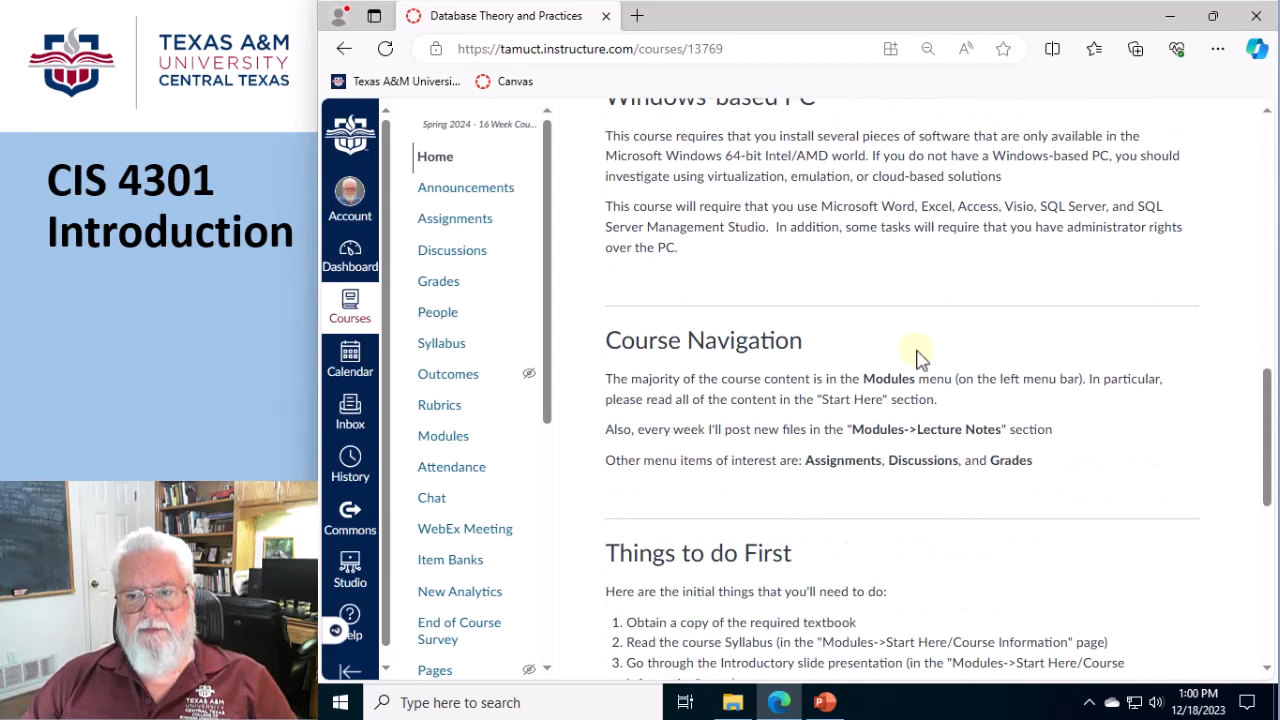 TEXAS A&M
UNIVERSITY
CENTRAL TEXAS
CIS 4301
Introduction
Database Theory and Practices
https://tamuct.instructure.com/courses/13769
Texas A&M Universi...
Canvas
Account
Dashboard
Courses
Calendar
Inbox
History
Commons
Studio
Help
Spring 2024 - 16 Week Cou...
Home
Announcements
Assignments
Discussions
Grades
People
Syllabus
Outcomes
Rubrics
Modules
Attendance
Chat
WebEx Meeting
Item Banks
New Analytics
End of Course
Survey
Pages
Windows-based PC
This course requires that you install several pieces of software that are only available in the
Microsoft Windows 64-bit Intel/AMD world. If you do not have a Windows-based PC, you should
investigate using virtualization, emulation, or cloud-based solutions
This course will require that you use Microsoft Word, Excel, Access, Visio, SQL Server, and SQL
Server Management Studio. In addition, some tasks will require that you have administrator rights
over the PC.
Course Navigation
The majority of the course content is in the Modules menu (on the left menu bar). In particular,
please read all of the content in the "Start Here" section.
Also, every week I'll post new files in the "Modules->Lecture Notes" section
Other menu items of interest are: Assignments, Discussions, and Grades
Things to do First
Here are the initial things that you'll need to do:
1. Obtain a copy of the required textbook
2. Read the course Syllabus (in the "Modules->Start Here/Course Information" page)
3. Go through the Introductory slide presentation (in the "Modules->Start Here/Course
Type here to search
1:00 PM
12/18/2023
TEXAS A&M
UNIVERSITY
CENTRAL TEXAS